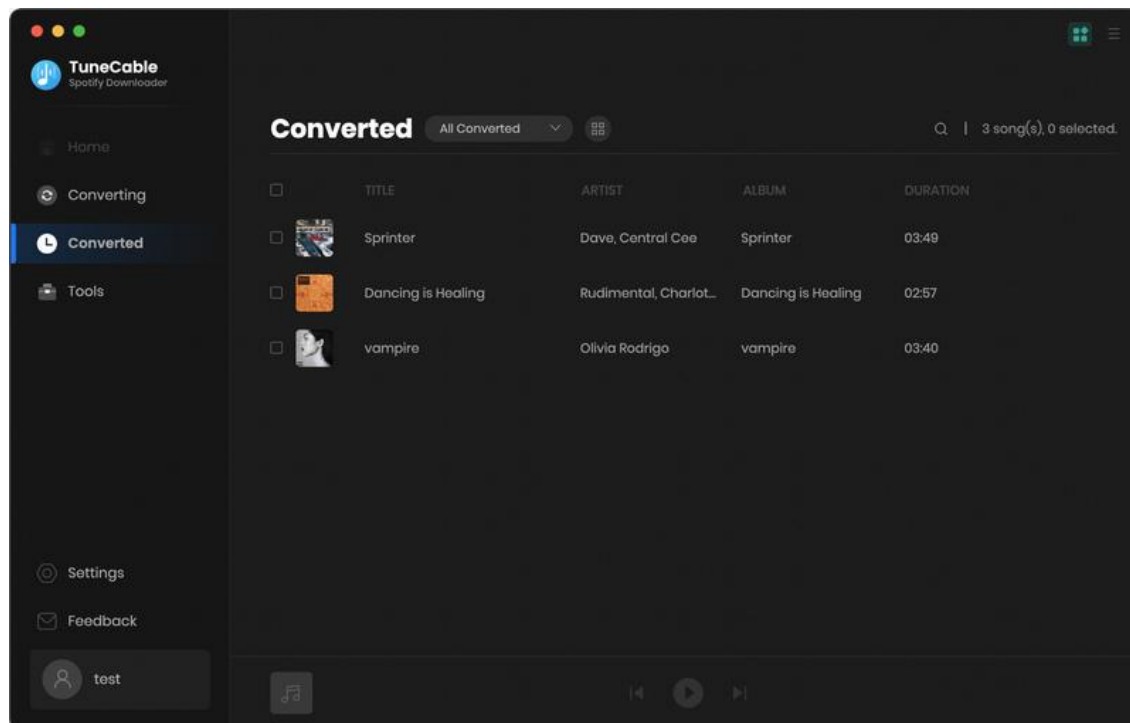 TuneCable
Spotify Downloader
Home
Converting
Converted
Tools
Settings
Feedback
test
Converted All Converted 3 song(s), 0 selected.
TITLE ARTIST ALBUM DURATION
Sprinter Dave, Central Cee Sprinter 03:49
Dancing is Healing Rudimental, Charlot... Dancing is Healing 02:57
vampire Olivia Rodrigo vampire 03:40